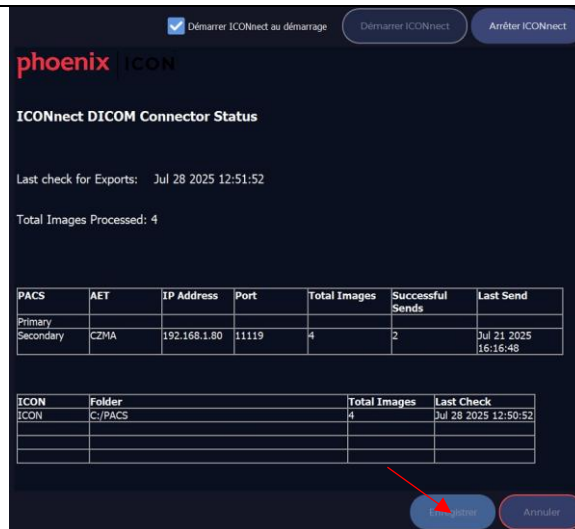 Démarrer ICONnect au démarrage Démarrer ICONnect Arrêter ICONnect
phoenix ICON
ICONnect DICOM Connector Status
Last check for Exports: Jul 28 2025 12:51:52
Total Images Processed: 4
PACS AET IP Address Port Total Images Successful Sends Last Send
Primary
Secondary CZMA 192.168.1.80 11119 4 2 Jul 21 2025 16:16:48
ICON Folder Total Images Last Check
ICON C:/PACS 4 Jul 28 2025 12:50:52
Enregistrer Annuler